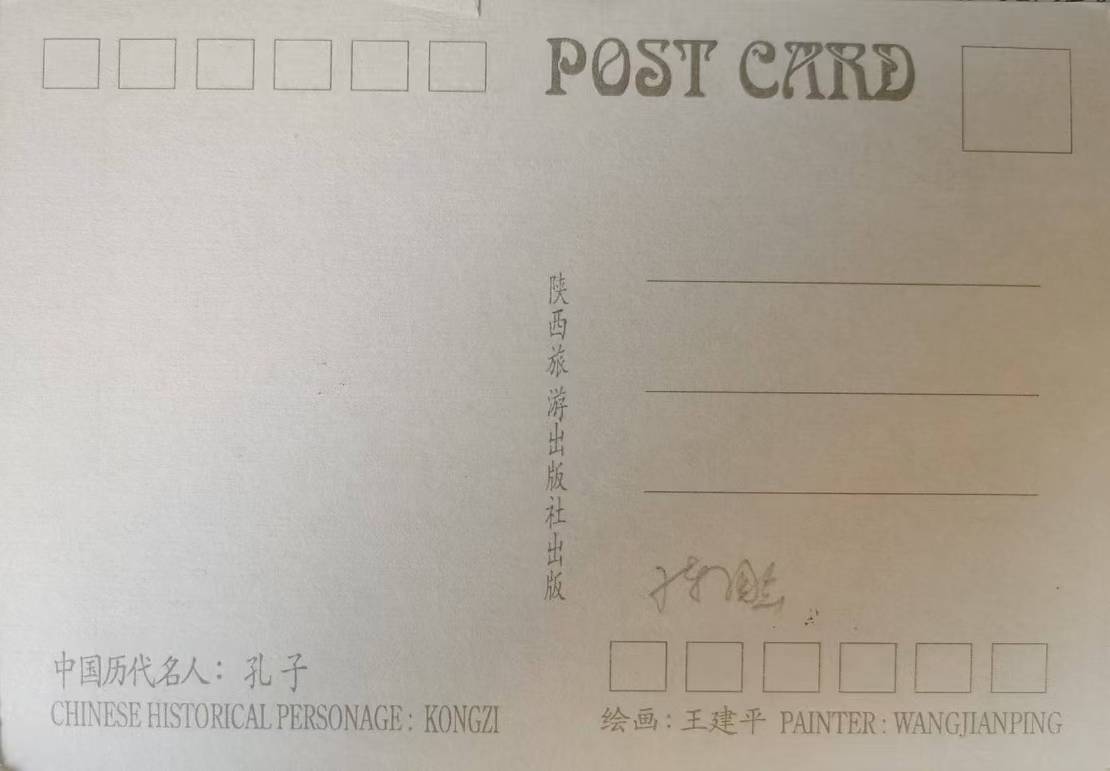 POST CARD
陕西旅游出版社出版
中国历代名人：孔子
CHINESE HISTORICAL PERSONAGE : KONGZI
绘画：王建平 PAINTER : WANGJIANPING